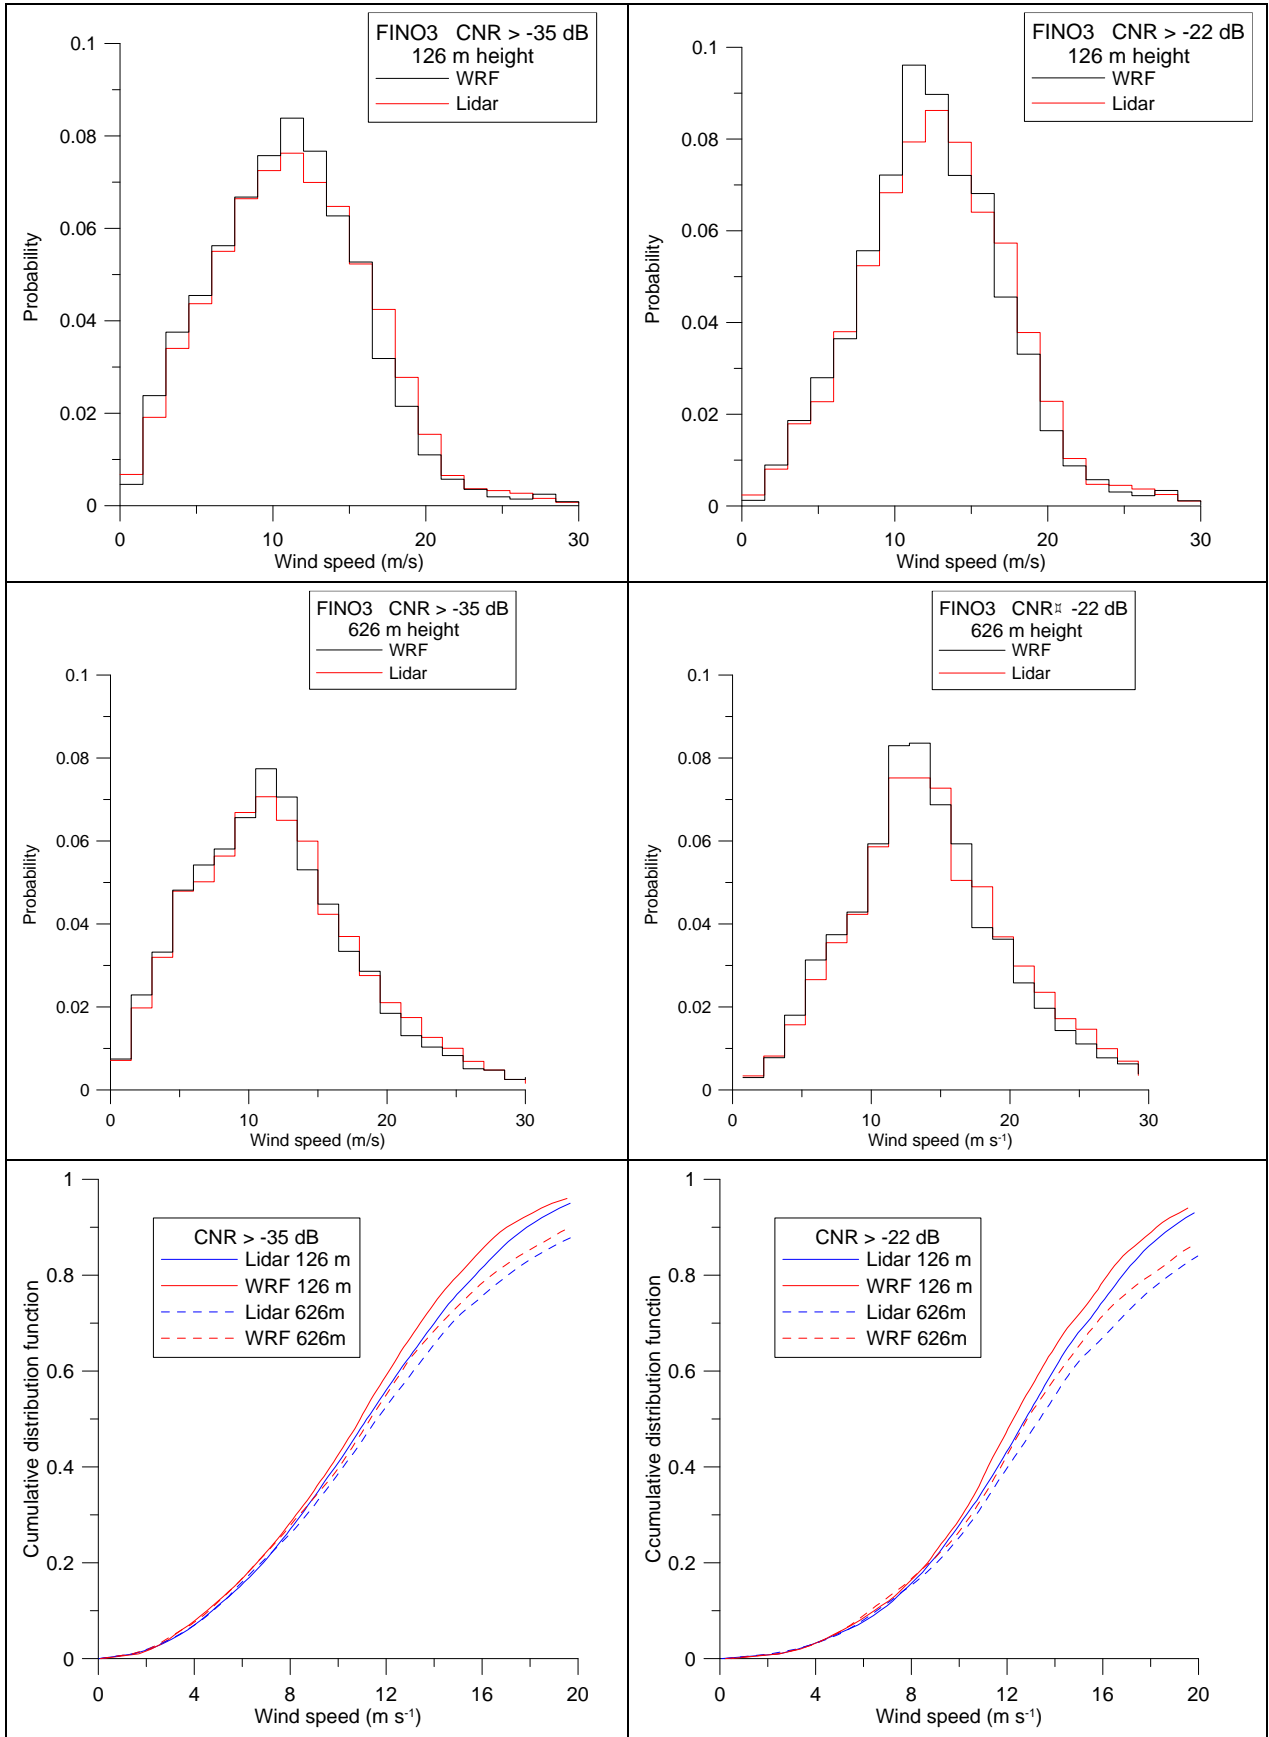 FINO3 CNR > -35 dB
126 m height
WRF
Lidar
0.1
0.08
0.06
0.04
0.02
0
Probability
0 10 20 30
Wind speed (m/s)
FINO3 CNR > -22 dB
126 m height
WRF
Lidar
0.1
0.08
0.06
0.04
0.02
0
Probability
0 10 20 30
Wind speed (m/s)
FINO3 CNR > -35 dB
626 m height
WRF
Lidar
0.1
0.08
0.06
0.04
0.02
0
Probability
0 10 20 30
Wind speed (m/s)
FINO3 CNR¤ -22 dB
626 m height
WRF
Lidar
0.1
0.08
0.06
0.04
0.02
0
Probability
0 10 20 30
Wind speed (m s-1)
CNR > -35 dB
Lidar 126 m
WRF 126 m
Lidar 626m
WRF 626m
1
0.8
0.6
0.4
0.2
0
Cumulative distribution function
0 4 8 12 16 20
Wind speed (m s-1)
CNR > -22 dB
Lidar 126 m
WRF 126 m
Lidar 626m
WRF 626m
1
0.8
0.6
0.4
0.2
0
Ccumulative distribution function
0 4 8 12 16 20
Wind speed (m s-1)